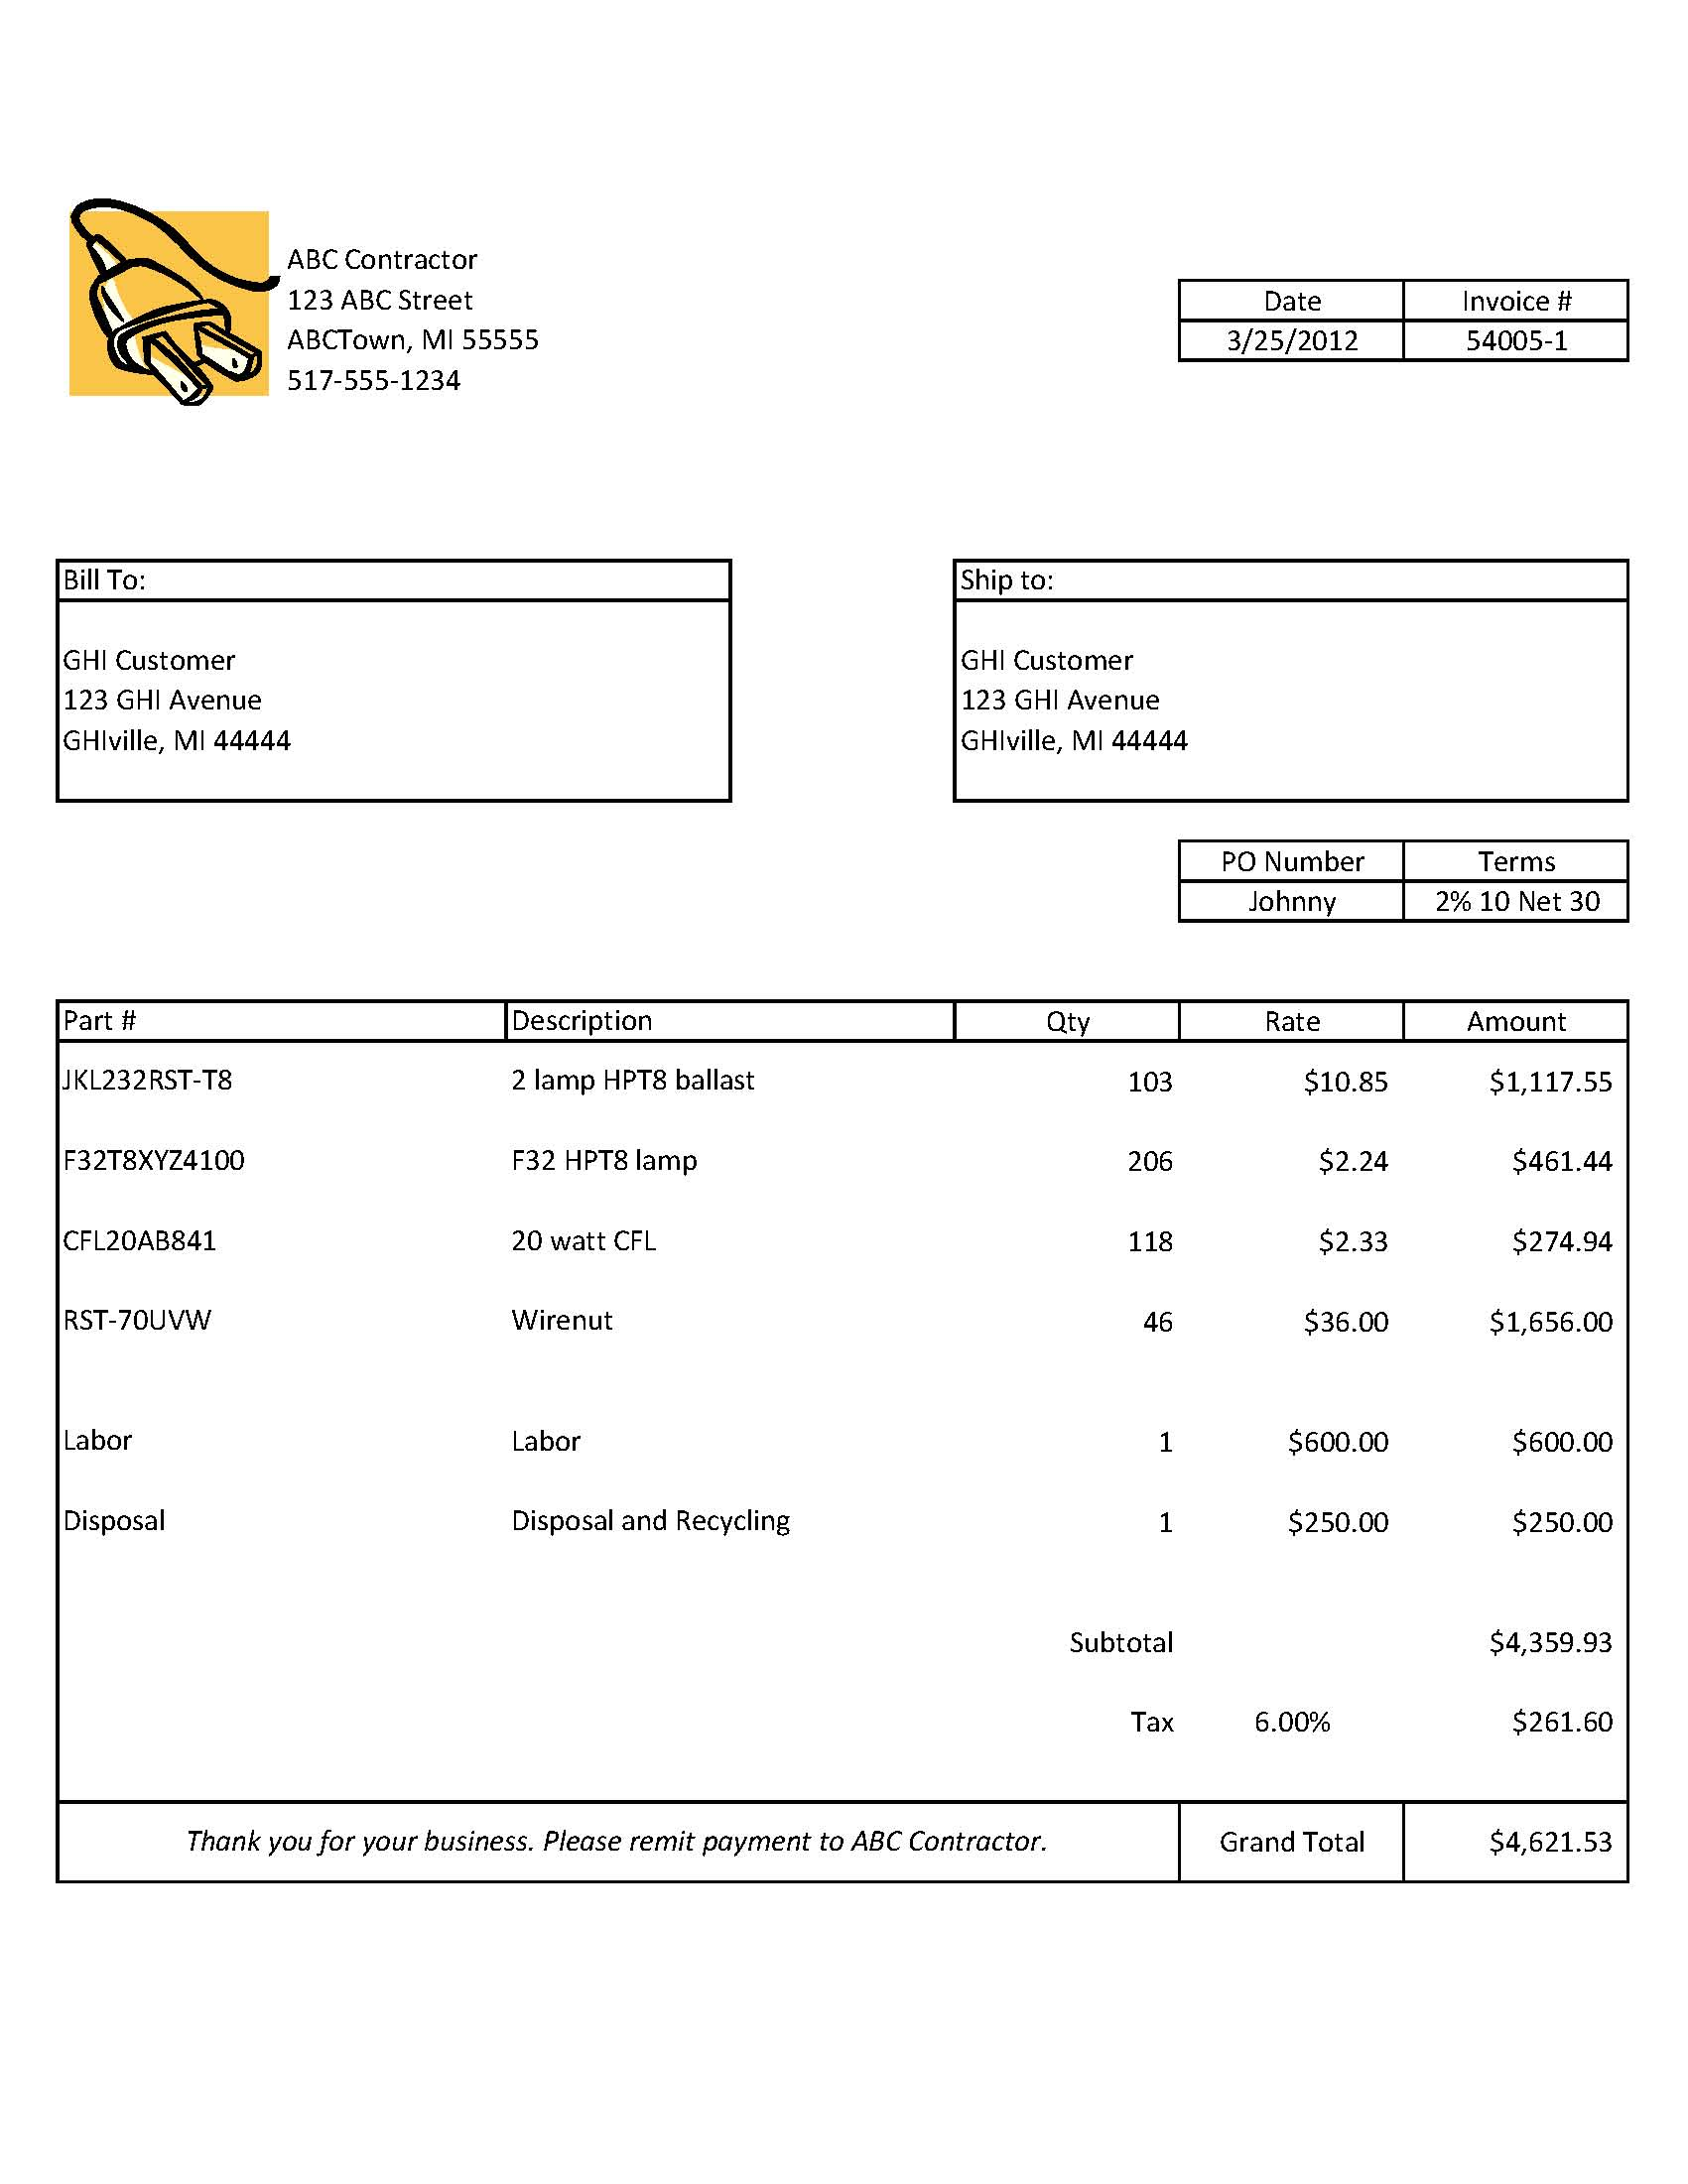 ABC Contractor
123 ABC Street
ABCTown, MI 55555
517-555-1234
Date Invoice #
3/25/2012 54005-1
Bill To:
GHI Customer
123 GHI Avenue
GHIville, MI 44444
Ship to:
GHI Customer
123 GHI Avenue
GHIville, MI 44444
PO Number Terms
Johnny 2% 10 Net 30
Part # Description Qty Rate Amount
JKL232RST-T8 2 lamp HPT8 ballast 103 $10.85 $1,117.55
F32T8XYZ4100 F32 HPT8 lamp 206 $2.24 $461.44
CFL20AB841 20 watt CFL 118 $2.33 $274.94
RST-70UVW Wirenut 46 $36.00 $1,656.00
Labor Labor 1 $600.00 $600.00
Disposal Disposal and Recycling 1 $250.00 $250.00
Subtotal $4,359.93
Tax 6.00% $261.60
Thank you for your business. Please remit payment to ABC Contractor. Grand Total $4,621.53